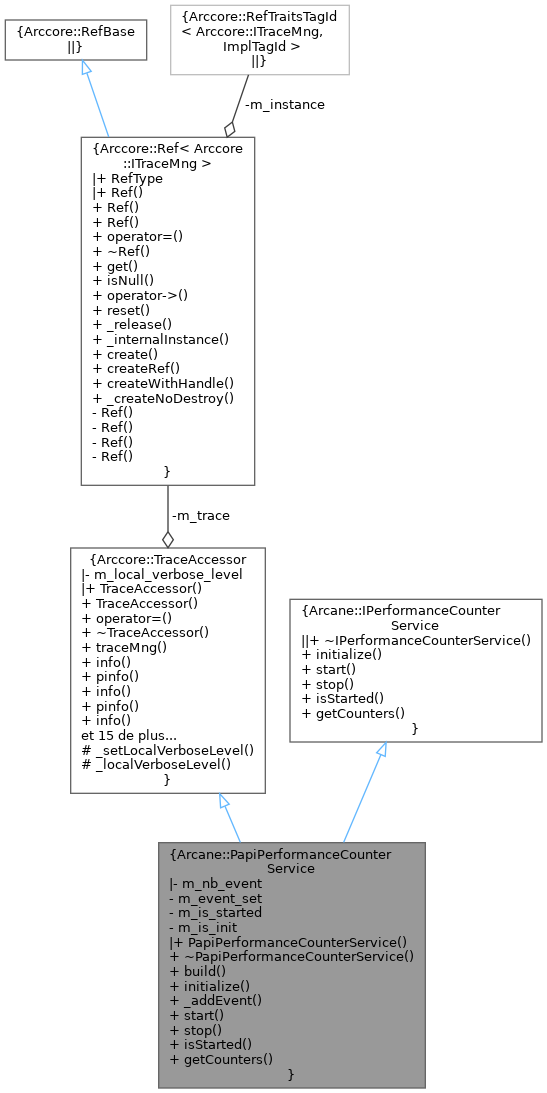 {Arccore::RefBase
||}
{Arccore::RefTraitsTagId
< Arccore::ITraceMng,
ImplTagId >
||}
-m_instance
{Arccore::Ref< Arccore
::ITraceMng >
|+ RefType
|+ Ref()
+ Ref()
+ Ref()
+ operator=()
+ ~Ref()
+ get()
+ isNull()
+ operator->()
+ reset()
+ _release()
+ _internalInstance()
+ create()
+ createRef()
+ createWithHandle()
+ _createNoDestroy()
- Ref()
- Ref()
- Ref()
- Ref()
}
-m_trace
{Arccore::TraceAccessor
|- m_local_verbose_level
|+ TraceAccessor()
+ TraceAccessor()
+ operator=()
+ ~TraceAccessor()
+ traceMng()
+ info()
+ pinfo()
+ info()
+ pinfo()
+ info()
et 15 de plus...
# _setLocalVerboseLevel()
# _localVerboseLevel()
}
{Arcane::IPerformanceCounter
Service
||+ ~IPerformanceCounterService()
+ initialize()
+ start()
+ stop()
+ isStarted()
+ getCounters()
}
{Arcane::PapiPerformanceCounter
Service
|- m_nb_event
- m_event_set
- m_is_started
- m_is_init
|+ PapiPerformanceCounterService()
+ ~PapiPerformanceCounterService()
+ build()
+ initialize()
+ _addEvent()
+ start()
+ stop()
+ isStarted()
+ getCounters()
}